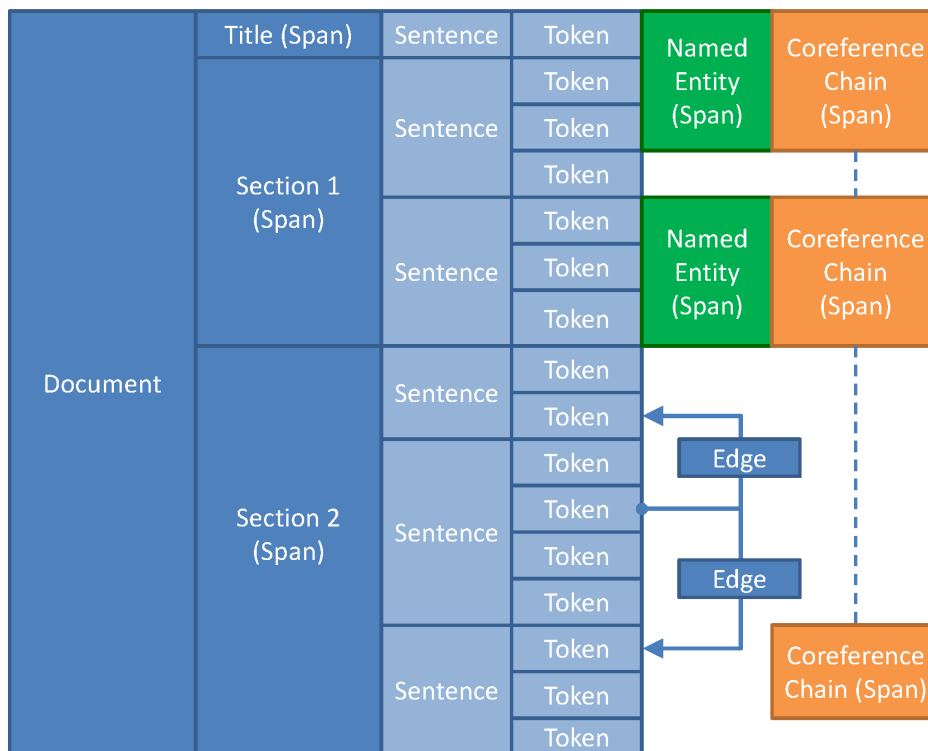 Title (Span)
Sentence
Token
Named
Entity
(Span)
Coreference
Chain
(Span)
Token
Sentence
Token
Token
Section 1
(Span)
Token
Named
Entity
(Span)
Coreference
Chain
(Span)
Sentence
Token
Token
Document
Token
Sentence
Token
Token
Edge
Section 2
(Span)
Token
Sentence
Token
Edge
Token
Token
Coreference
Chain (Span)
Sentence
Token
Token